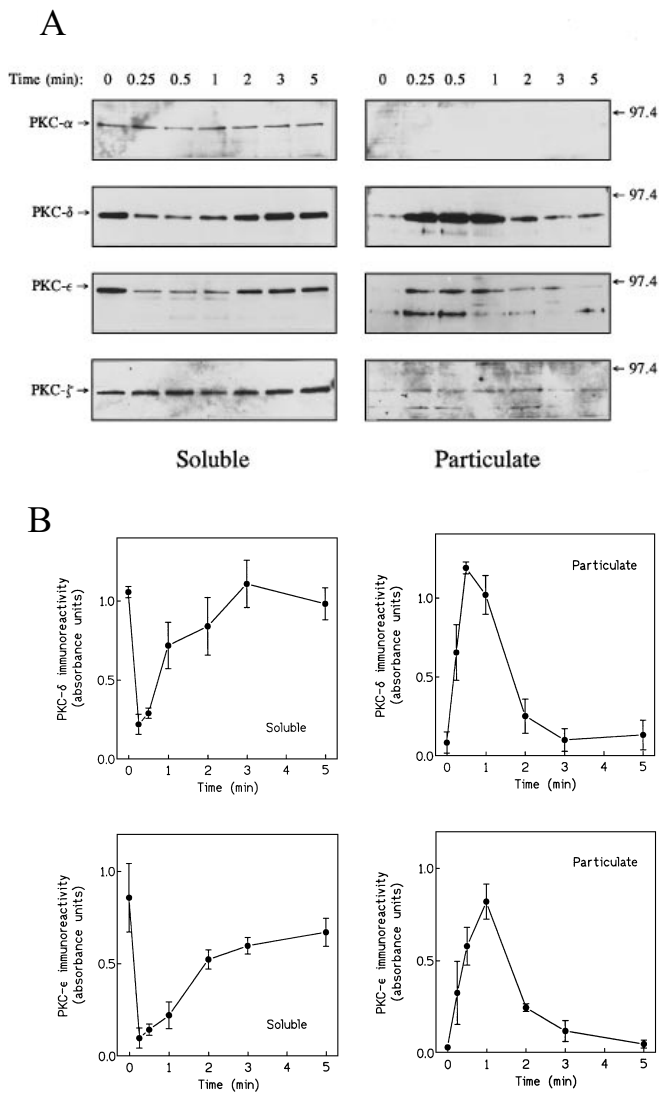 A
Time (min): 0 0.25 0.5 1 2 3 5 0 0.25 0.5 1 2 3 5
PKC-α → ← 97.4
PKC-δ → ← 97.4
PKC-ϵ → ← 97.4
PKC-ζ → ← 97.4
Soluble Particulate
B
PKC-δ immunoreactivity
(absorbance units)
1.0
0.5
0.0
Soluble
0 1 2 3 4 5
Time (min)
PKC-δ immunoreactivity
(absorbance units)
Particulate
1.0
0.5
0.0
0 1 2 3 4 5
Time (min)
PKC-ϵ immunoreactivity
(absorbance units)
1.0
0.5
0.0
Soluble
0 1 2 3 4 5
Time (min)
PKC-ϵ immunoreactivity
(absorbance units)
Particulate
1.0
0.5
0.0
0 1 2 3 4 5
Time (min)